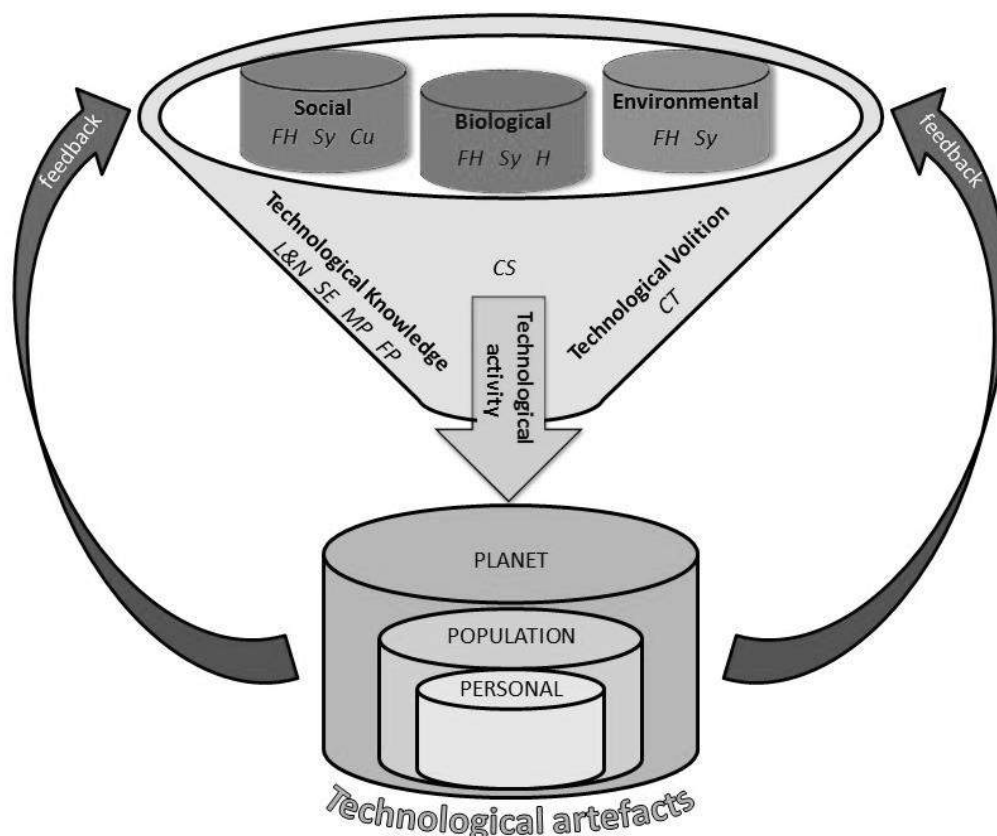 Social
FH Sy Cu
Biological
FH Sy H
Environmental
FH Sy
feedback
feedback
Technological Knowledge
L&N SE MP FP
CS
Technological Volition
CT
Technological
activity
PLANET
POPULATION
PERSONAL
Technological artefacts